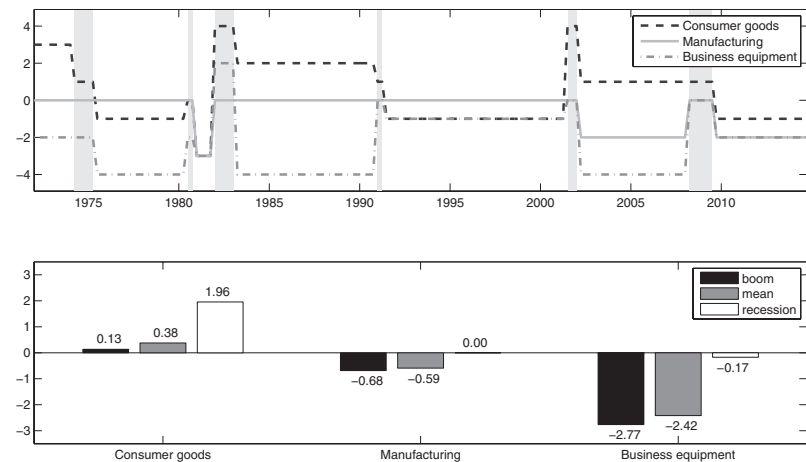 4
2
0
−2
−4
Consumer goods
Manufacturing
Business equipment
1975 1980 1985 1990 1995 2000 2005 2010
3
2
1
0
−1
−2
−3
boom
mean
recession
0.13 0.38 1.96
−0.68 −0.59 0.00
−2.77 −2.42 −0.17
Consumer goods Manufacturing Business equipment